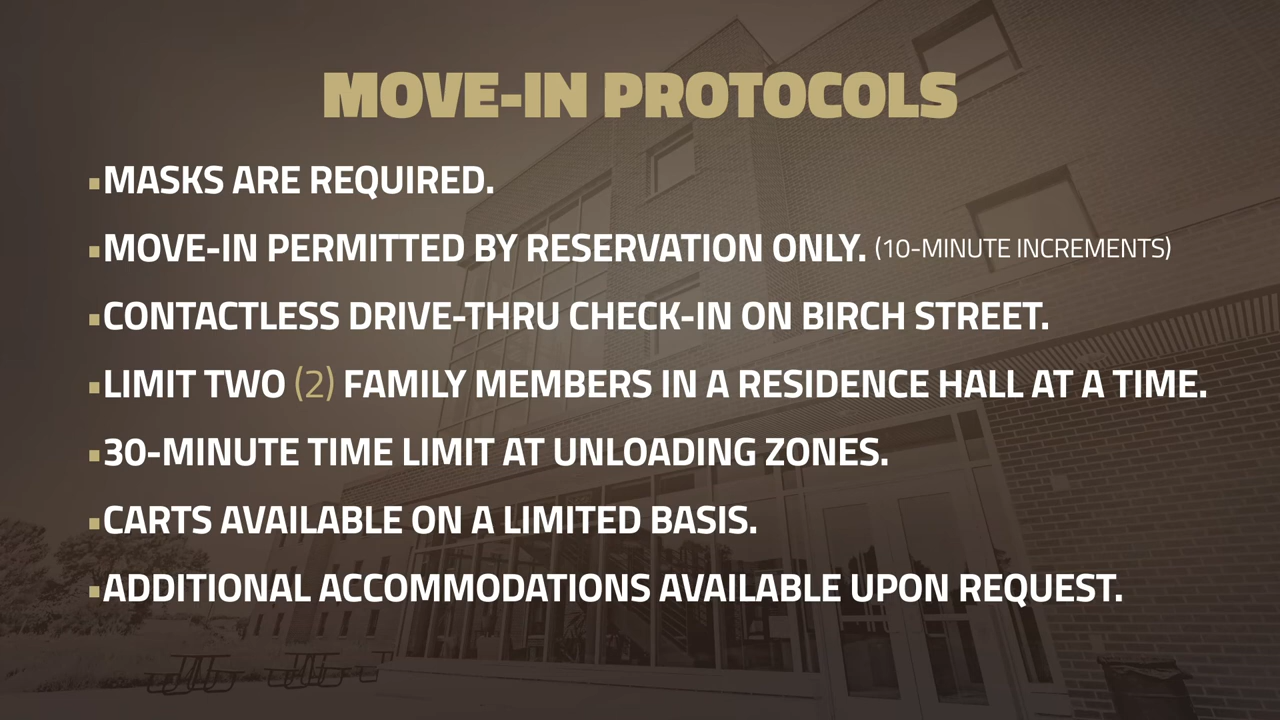 MOVE-IN PROTOCOLS
▪MASKS ARE REQUIRED.
▪MOVE-IN PERMITTED BY RESERVATION ONLY. (10-MINUTE INCREMENTS)
▪CONTACTLESS DRIVE-THRU CHECK-IN ON BIRCH STREET.
▪LIMIT TWO (2) FAMILY MEMBERS IN A RESIDENCE HALL AT A TIME.
▪30-MINUTE TIME LIMIT AT UNLOADING ZONES.
▪CARTS AVAILABLE ON A LIMITED BASIS.
▪ADDITIONAL ACCOMMODATIONS AVAILABLE UPON REQUEST.